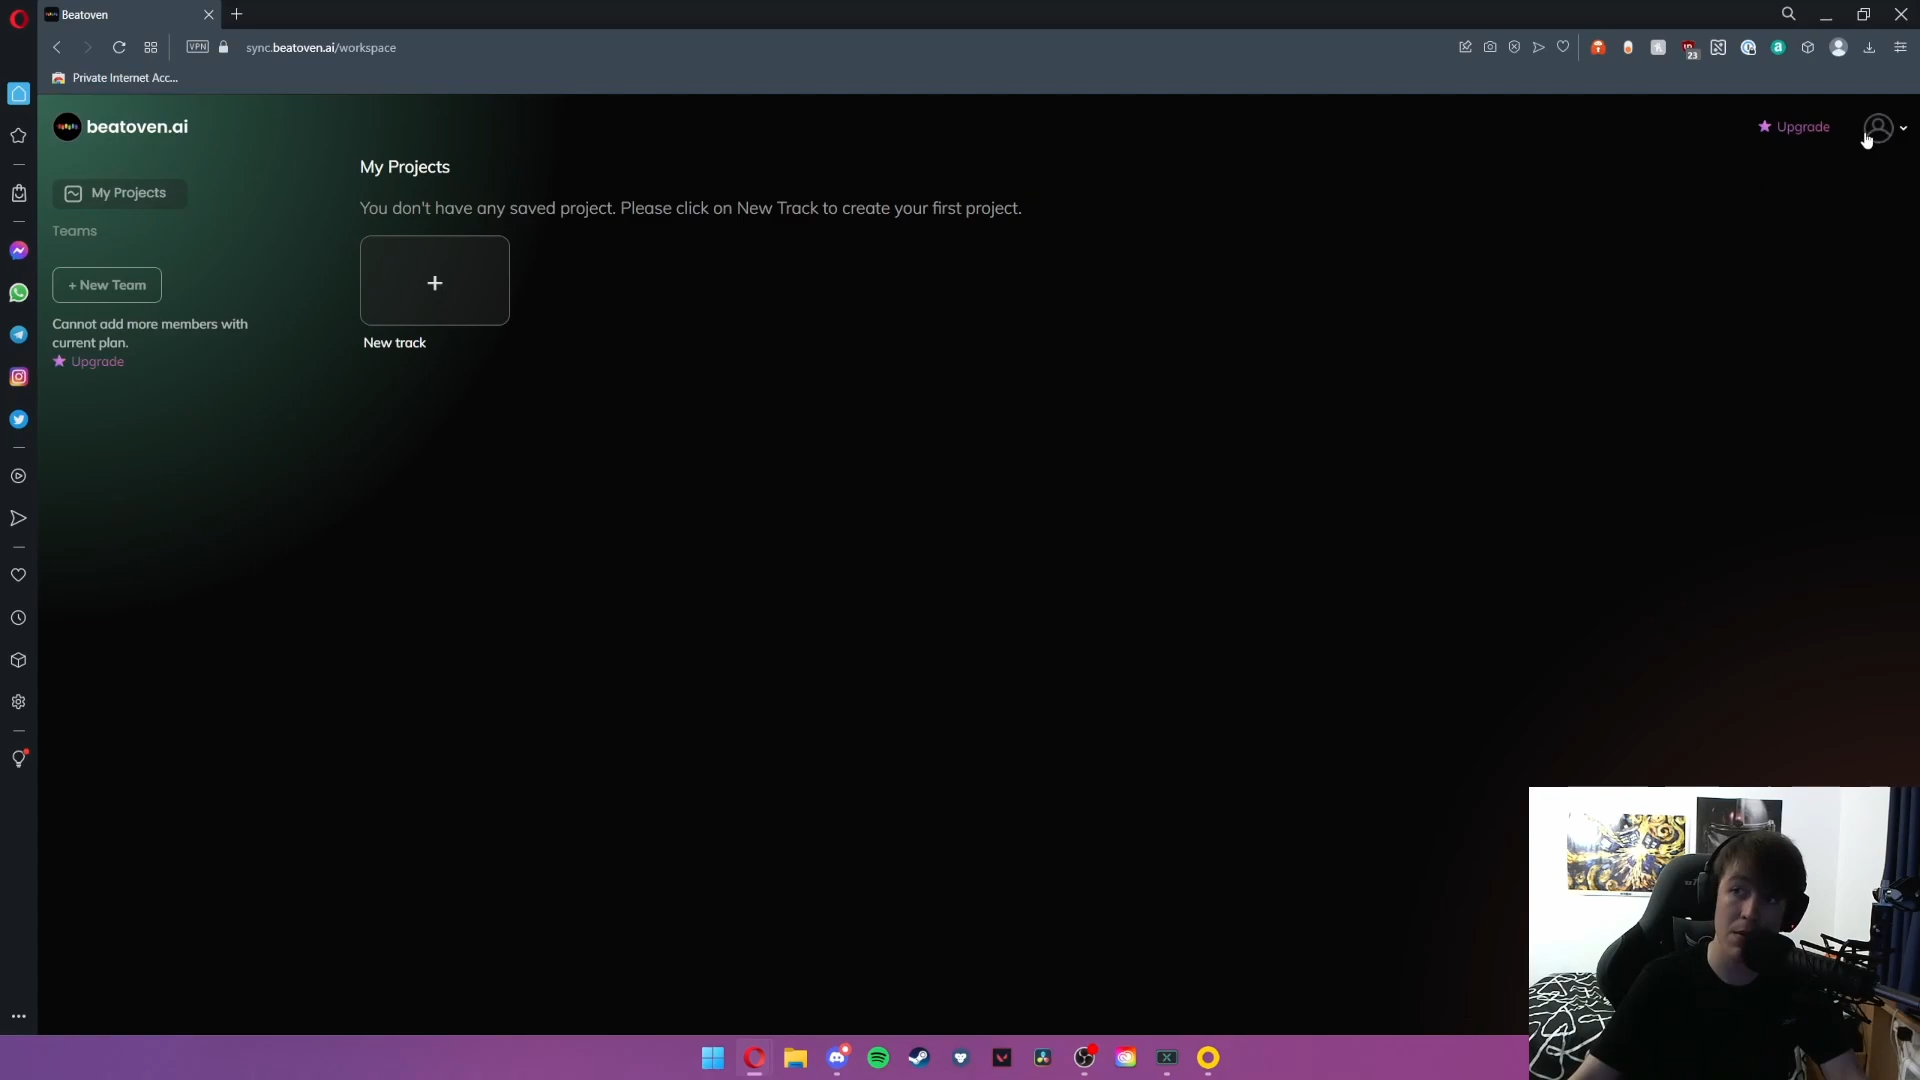 Beatoven
VPN
sync.beatoven.ai/workspace
23
a
Private Internet Acc...
beatoven.ai
Upgrade
My Projects
My Projects
You don't have any saved project. Please click on New Track to create your first project.
Teams
+ New Team
+
New track
Cannot add more members with
current plan.
Upgrade